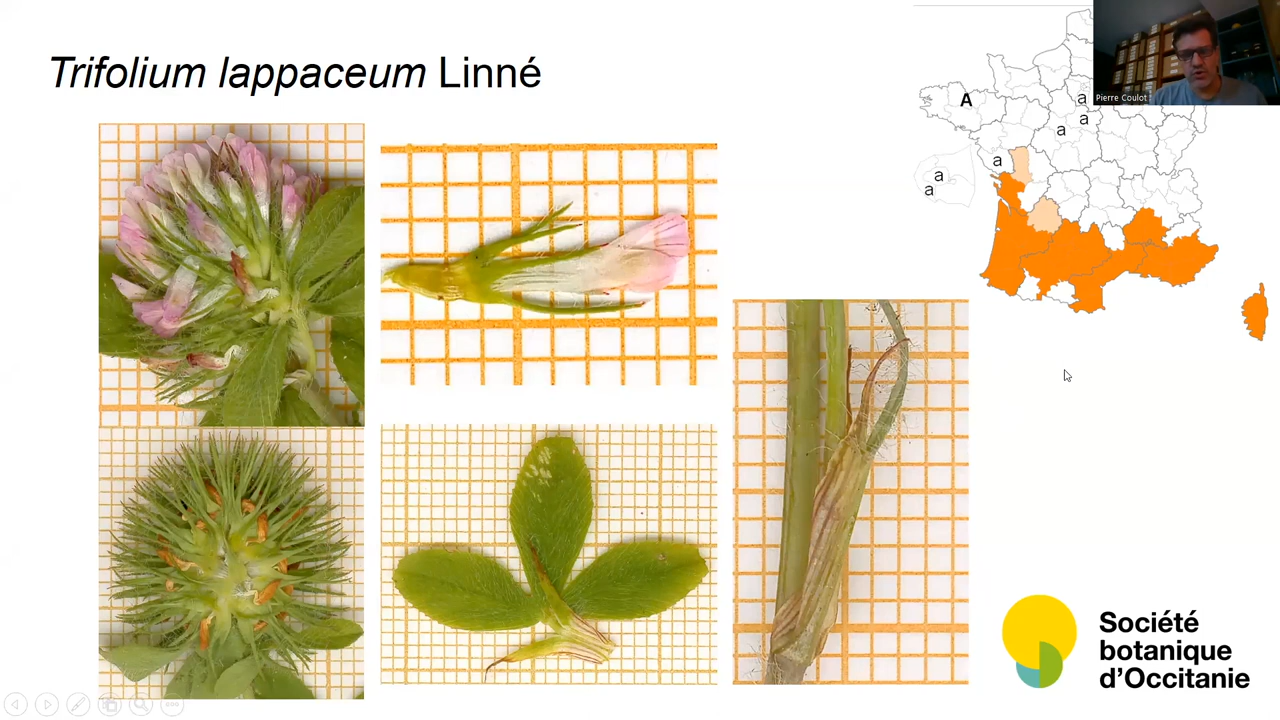 Trifolium lappaceum Linné
A
a
a
a
a
a
a
Pierre Coulot
Société
botanique
d'Occitanie